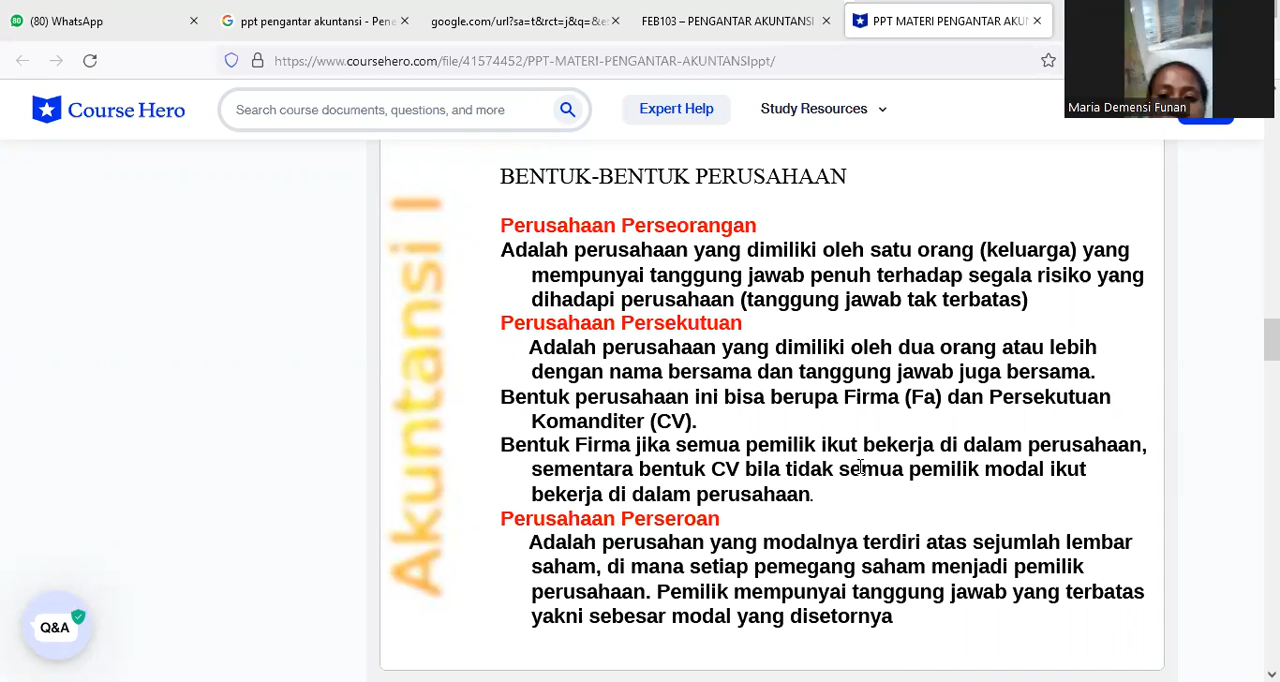 (80) WhatsApp
ppt pengantar akuntansi - Pene
google.com/url?sa=t&rct=j&q=&es
FEB103 – PENGANTAR AKUNTANSI
PPT MATERI PENGANTAR AKUN
https://www.coursehero.com/file/41574452/PPT-MATERI-PENGANTAR-AKUNTANSIppt/
Maria Demensi Funan
Course Hero
Search course documents, questions, and more
Expert Help
Study Resources
Akuntansi I
BENTUK-BENTUK PERUSAHAAN
Perusahaan Perseorangan
Adalah perusahaan yang dimiliki oleh satu orang (keluarga) yang
mempunyai tanggung jawab penuh terhadap segala risiko yang
dihadapi perusahaan (tanggung jawab tak terbatas)
Perusahaan Persekutuan
Adalah perusahaan yang dimiliki oleh dua orang atau lebih
dengan nama bersama dan tanggung jawab juga bersama.
Bentuk perusahaan ini bisa berupa Firma (Fa) dan Persekutuan
Komanditer (CV).
Bentuk Firma jika semua pemilik ikut bekerja di dalam perusahaan,
sementara bentuk CV bila tidak semua pemilik modal ikut
bekerja di dalam perusahaan.
Perusahaan Perseroan
Adalah perusahan yang modalnya terdiri atas sejumlah lembar
saham, di mana setiap pemegang saham menjadi pemilik
perusahaan. Pemilik mempunyai tanggung jawab yang terbatas
yakni sebesar modal yang disetornya
Q&A